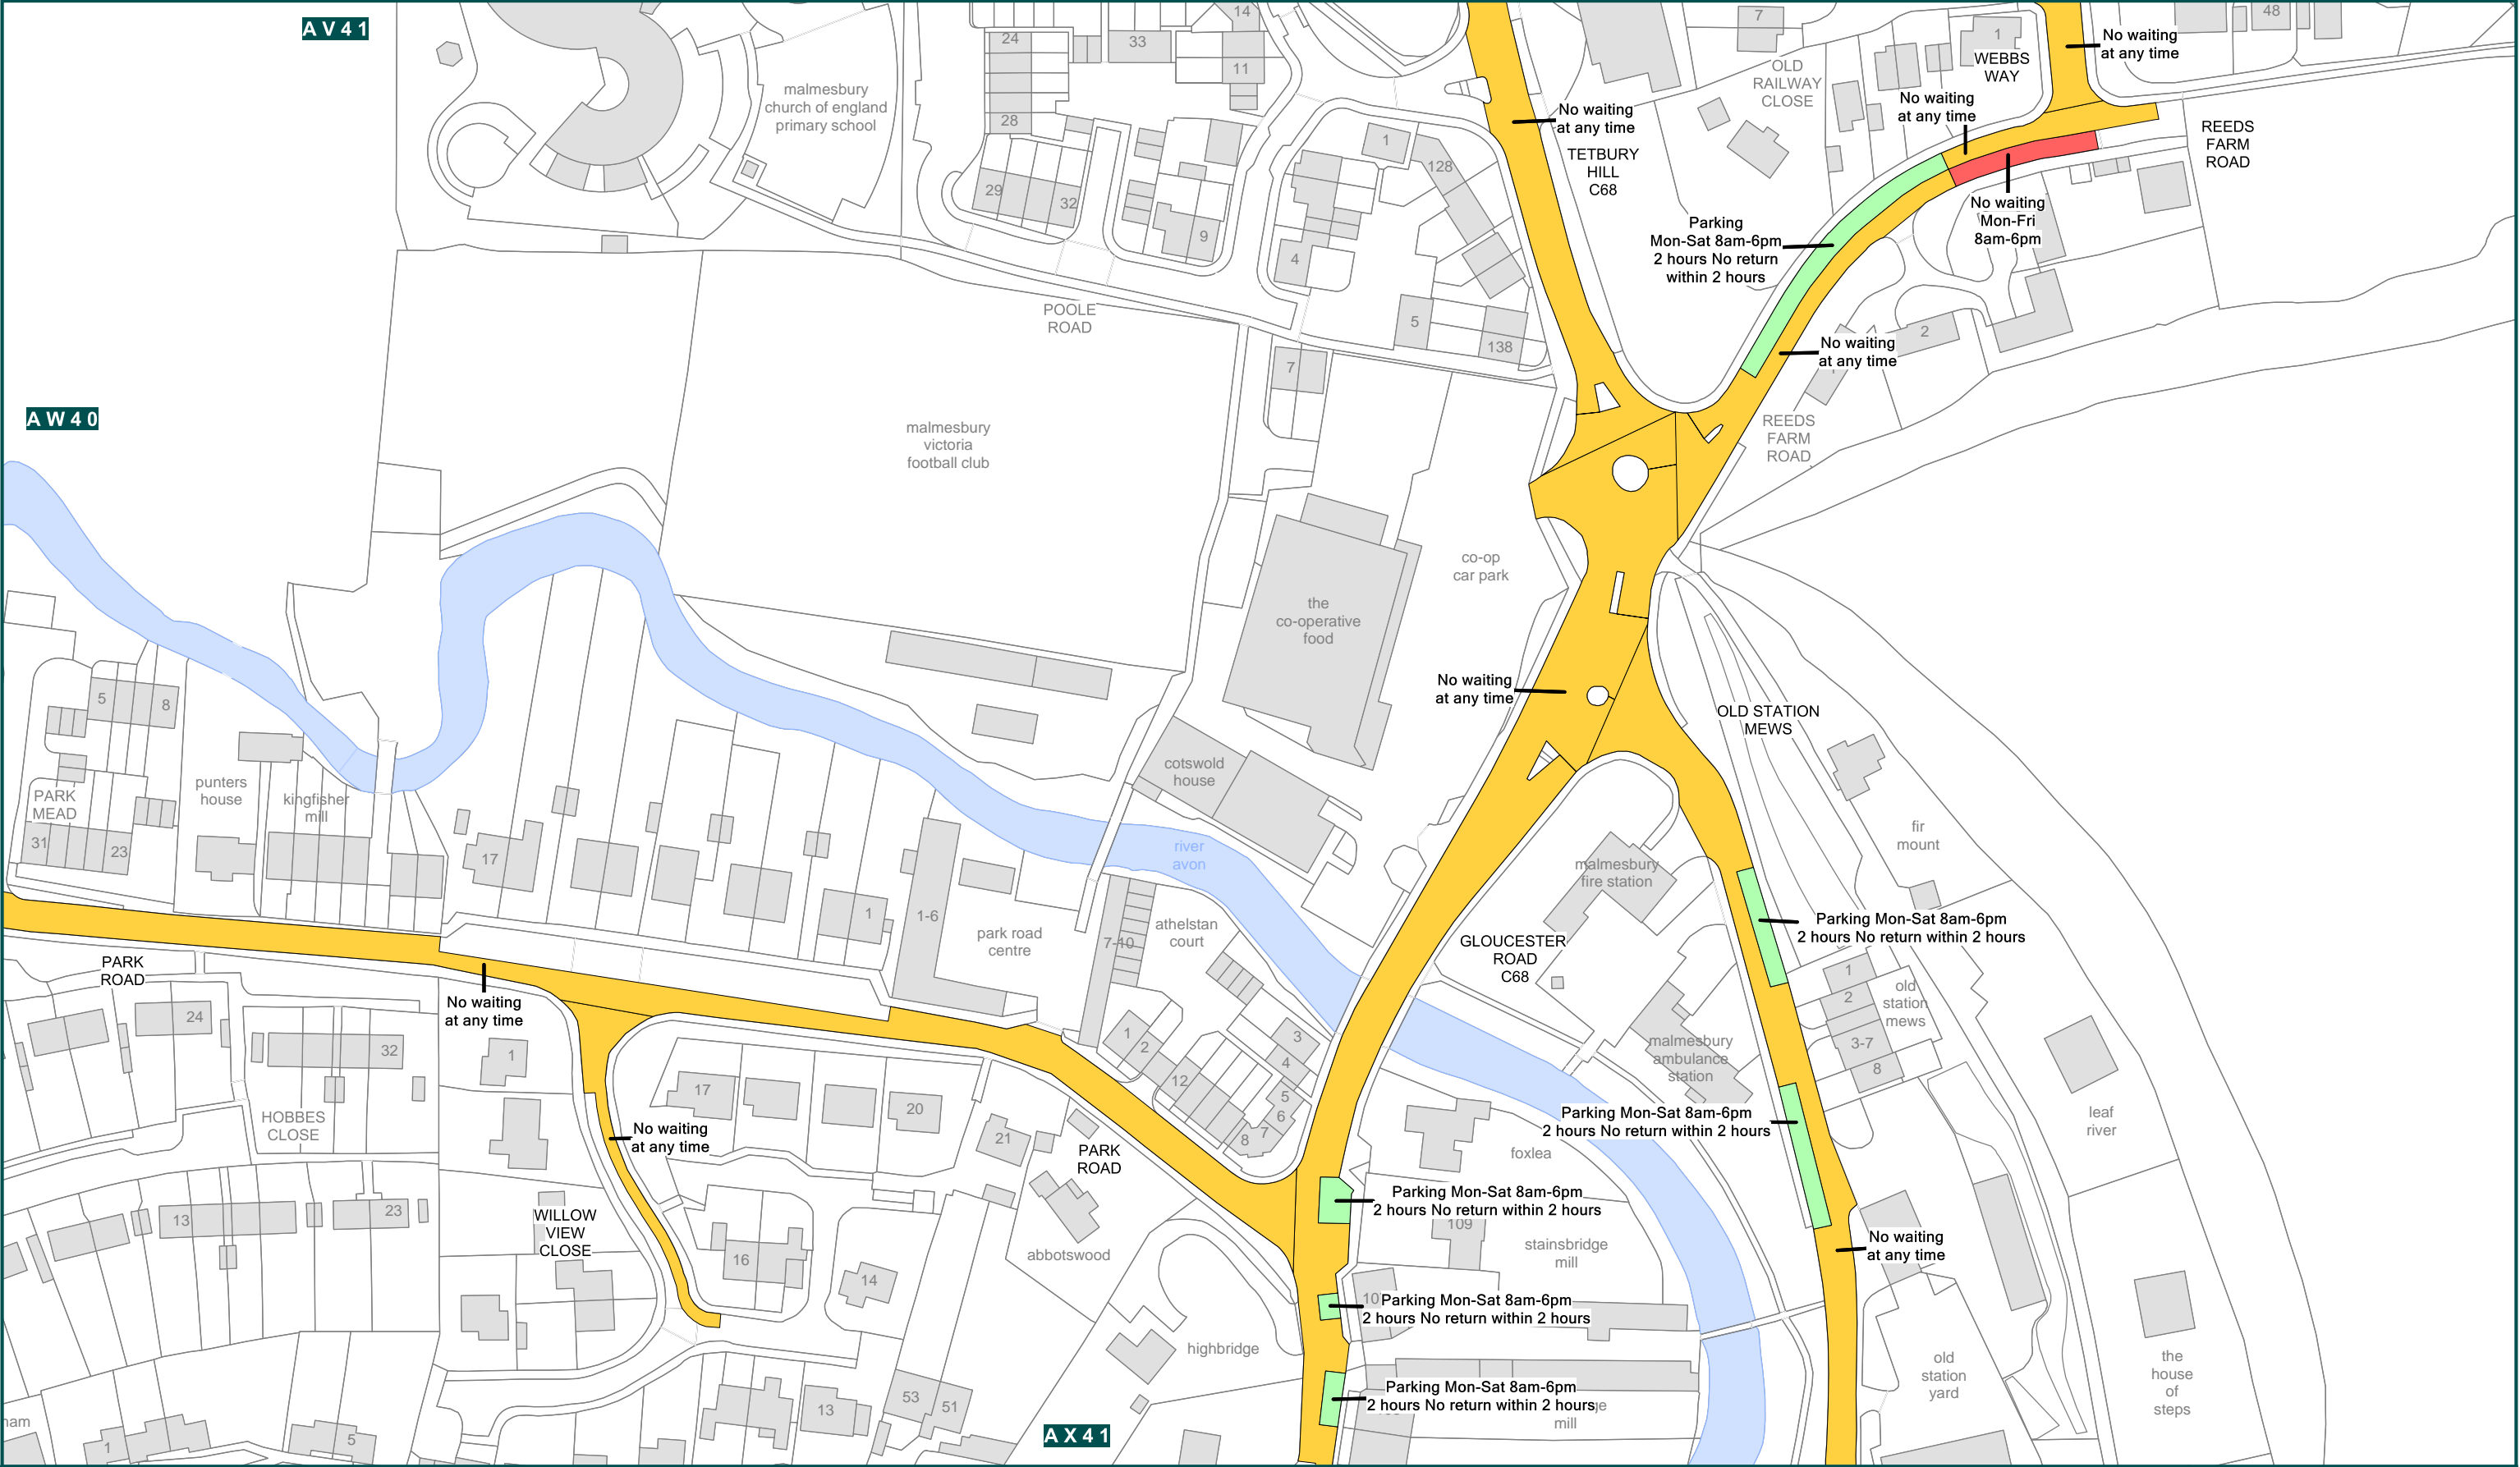 AV41
14
24
33
11
28
29
32
9
malmesbury
church of england
primary school
7
48
1
WEBBS
WAY
No waiting
at any time
OLD
RAILWAY
CLOSE
No waiting
at any time
No waiting
at any time
TETBURY
HILL
C68
REEDS
FARM
ROAD
1
128
4
5
138
7
No waiting
Mon-Fri
8am-6pm
Parking
Mon-Sat 8am-6pm
2 hours No return
within 2 hours
2
No waiting
at any time
REEDS
FARM
ROAD
POOLE
ROAD
AW40
malmesbury
victoria
football club
co-op
car park
the
co-operative
food
No waiting
at any time
OLD STATION
MEWS
cotswold
house
5
8
PARK
MEAD
31
23
punters
house
kingfisher
mill
17
1
1-6
park road
centre
7-10
athelstan
court
river
avon
malmesbury
fire station
fir
mount
Parking Mon-Sat 8am-6pm
2 hours No return within 2 hours
GLOUCESTER
ROAD
C68
1
2
3-7
8
old
station
mews
malmesbury
ambulance
station
PARK
ROAD
No waiting
at any time
24
32
1
HOBBES
CLOSE
17
20
21
1
2
12
3
4
5
6
7
8
No waiting
at any time
PARK
ROAD
Parking Mon-Sat 8am-6pm
2 hours No return within 2 hours
foxlea
leaf
river
Parking Mon-Sat 8am-6pm
2 hours No return within 2 hours
109
stainsbridge
mill
13
23
WILLOW
VIEW
CLOSE
16
14
abbotswood
No waiting
at any time
Parking Mon-Sat 8am-6pm
2 hours No return within 2 hours
highbridge
Parking Mon-Sat 8am-6pm
2 hours No return within 2 hours
mill
old
station
yard
the
house
of
steps
53
51
13
1
5
AX41